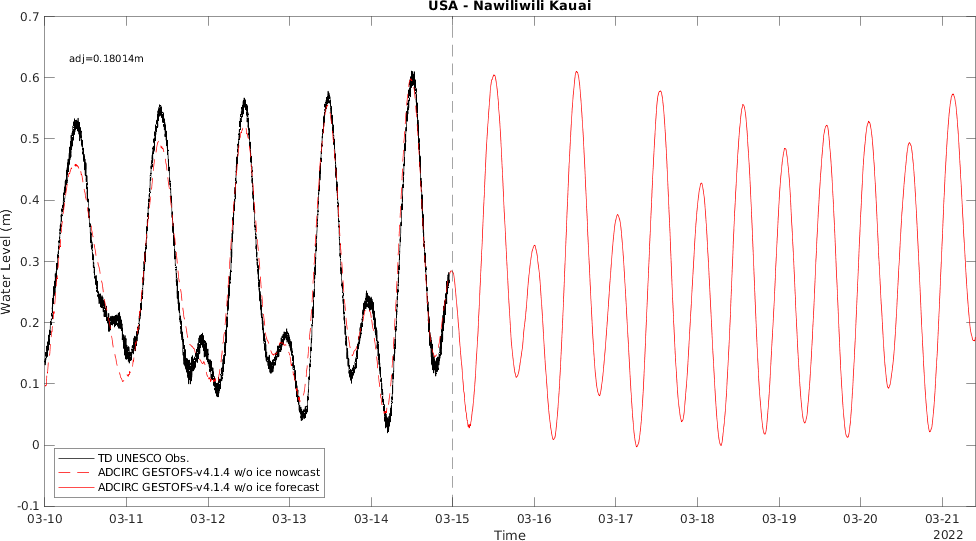 USA - Nawiliwili Kauai
0.7
adj=0.18014m
0.6
0.5
0.4
0.3
0.2
0.1
0
-0.1
Water Level (m)
TD UNESCO Obs.
ADCIRC GESTOFS-v4.1.4 w/o ice nowcast
ADCIRC GESTOFS-v4.1.4 w/o ice forecast
03-10 03-11 03-12 03-13 03-14 03-15 03-16 03-17 03-18 03-19 03-20 03-21
Time
2022